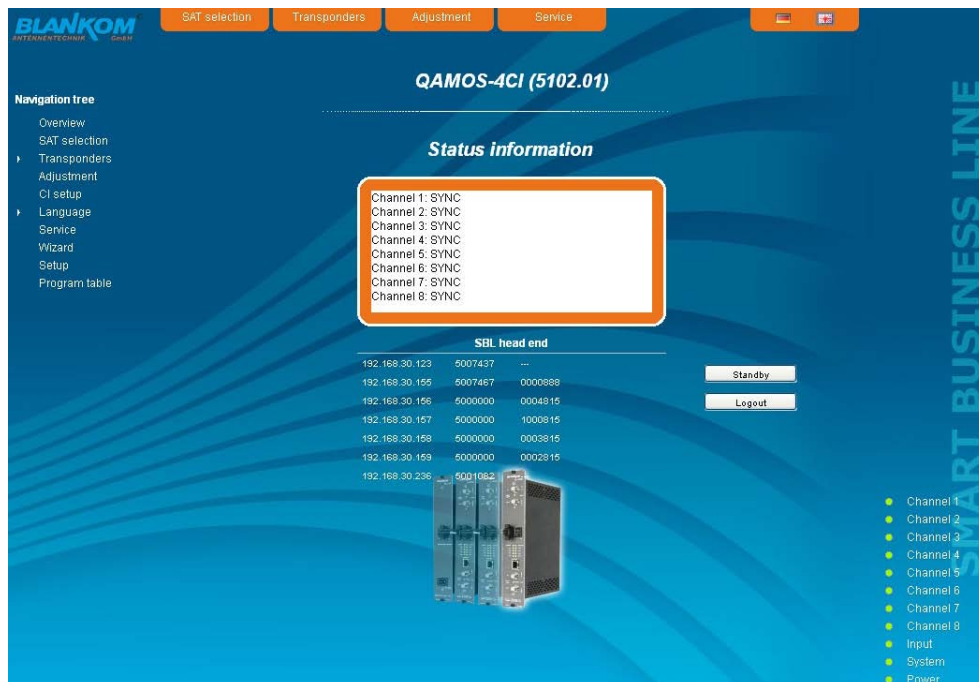 BLANKOM
ANTENNENTECHNIK GmbH
SAT selection
Transponders
Adjustment
Service
QAMOS-4CI (5102.01)
Navigation tree
Overview
SAT selection
Transponders
Adjustment
CI setup
Language
Service
Wizard
Setup
Program table
Status information
Channel 1: SYNC
Channel 2: SYNC
Channel 3: SYNC
Channel 4: SYNC
Channel 5: SYNC
Channel 6: SYNC
Channel 7: SYNC
Channel 8: SYNC
SBL head end
192.168.30.123 5007437 ---
192.168.30.155 5007467 0000888
192.168.30.156 5000000 0004815
192.168.30.157 5000000 1000815
192.168.30.158 5000000 0003815
192.168.30.159 5000000 0002815
192.168.30.236 5001082
Standby
Logout
SMART BUSINESS LINE
Channel 1
Channel 2
Channel 3
Channel 4
Channel 5
Channel 6
Channel 7
Channel 8
Input
System
Power